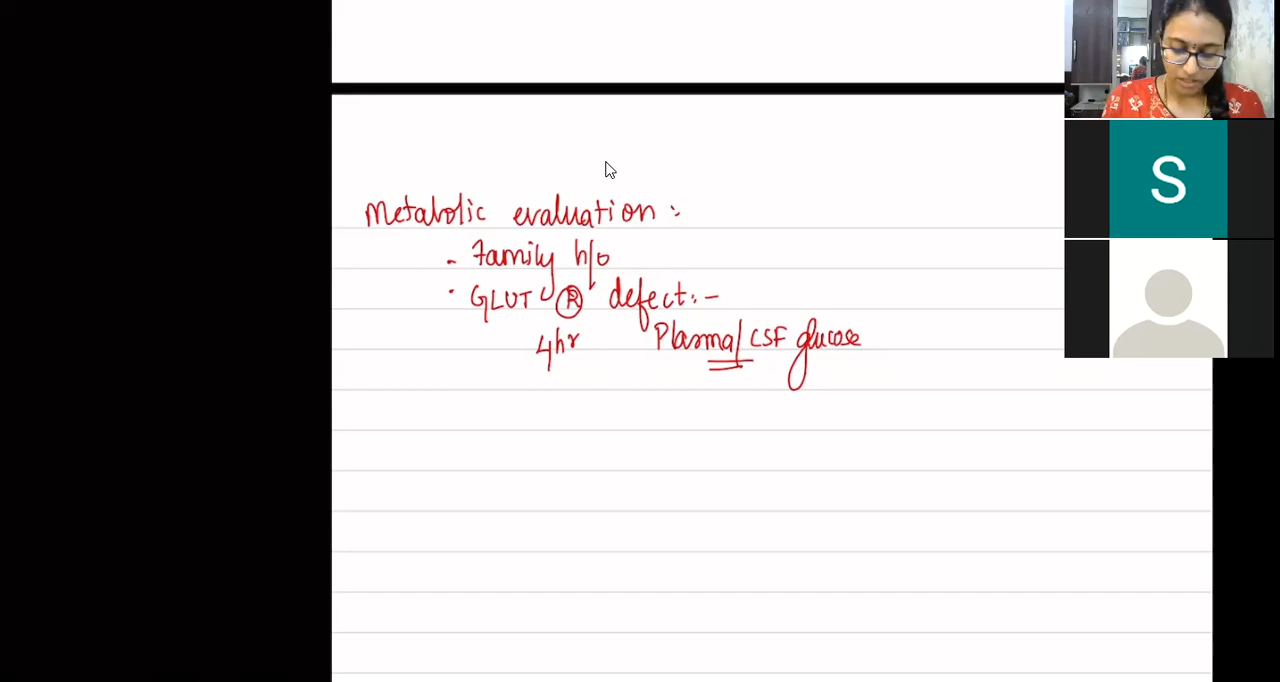 Metabolic evaluation :
- Family h/o
· GLUT Ⓡ defect :-
4hr Plasma/ CSF glucose
S